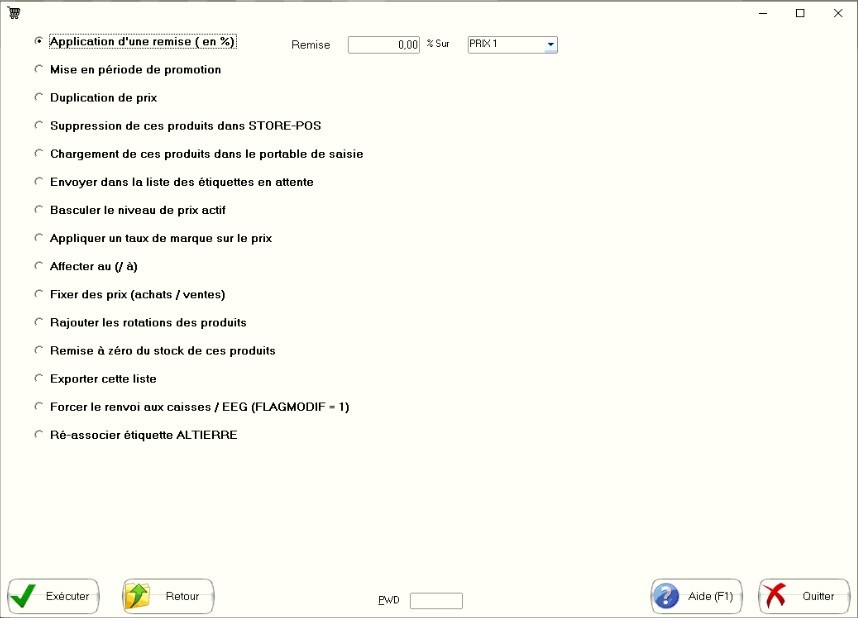 Application d'une remise ( en %)
Remise 0,00 % Sur PRIX 1
Mise en période de promotion
Duplication de prix
Suppression de ces produits dans STORE-POS
Chargement de ces produits dans le portable de saisie
Envoyer dans la liste des étiquettes en attente
Basculer le niveau de prix actif
Appliquer un taux de marque sur le prix
Affecter au (/ à)
Fixer des prix (achats / ventes)
Rajouter les rotations des produits
Remise à zéro du stock de ces produits
Exporter cette liste
Forcer le renvoi aux caisses / EEG (FLAGMODIF = 1)
Ré-associer étiquette ALTIERRE
Exécuter
Retour
PWD
Aide (F1)
Quitter